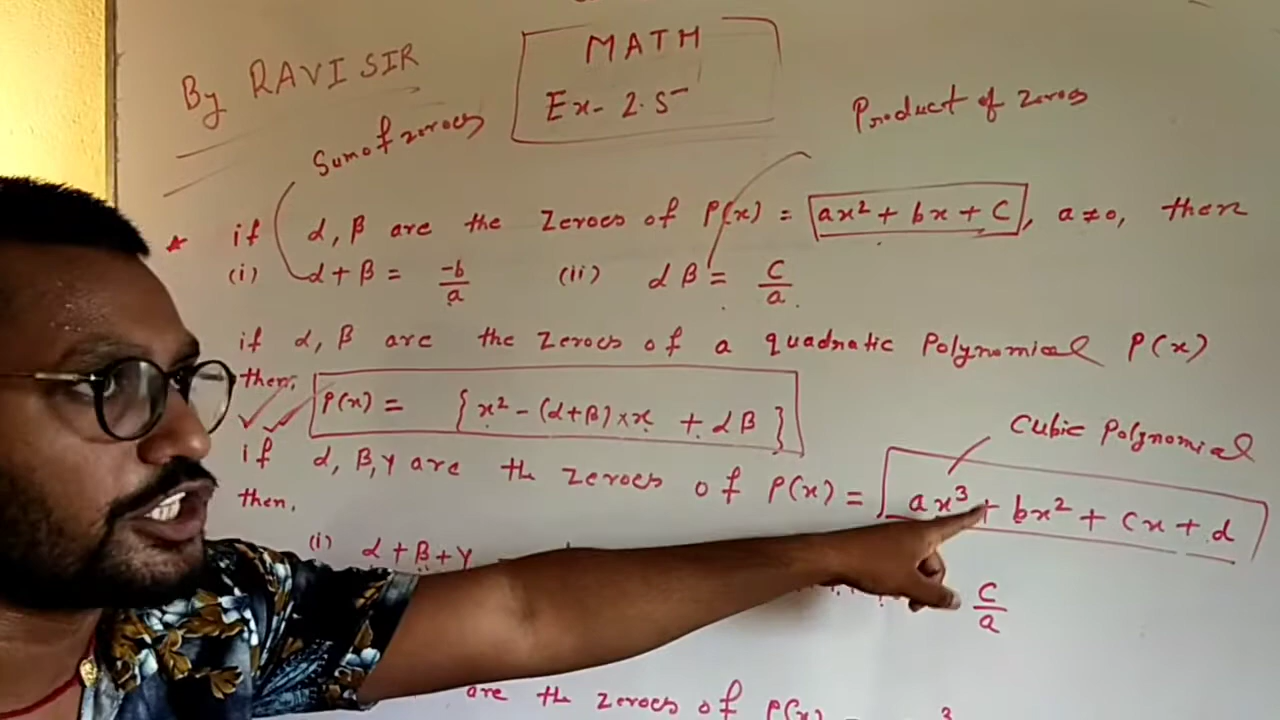 By RAVI SIR
MATH
Ex- 2.5
Sum of zeroes
Product of zeroes
if α, β are the zeroes of P(x) = ax² + bx + C, a≠0, then
(i) α + β = -b/a (ii) αβ = C/a
if α, β are the zeroes of a quadratic Polynomial P(x)
then,
P(x) = { x² - (α+β)×x + αβ }
Cubic Polynomial
if α, β, γ are the zeroes of P(x) = ax³ + bx² + Cx + d
then,
(i) α + β + γ
C/a
are the zeroes of P(x)